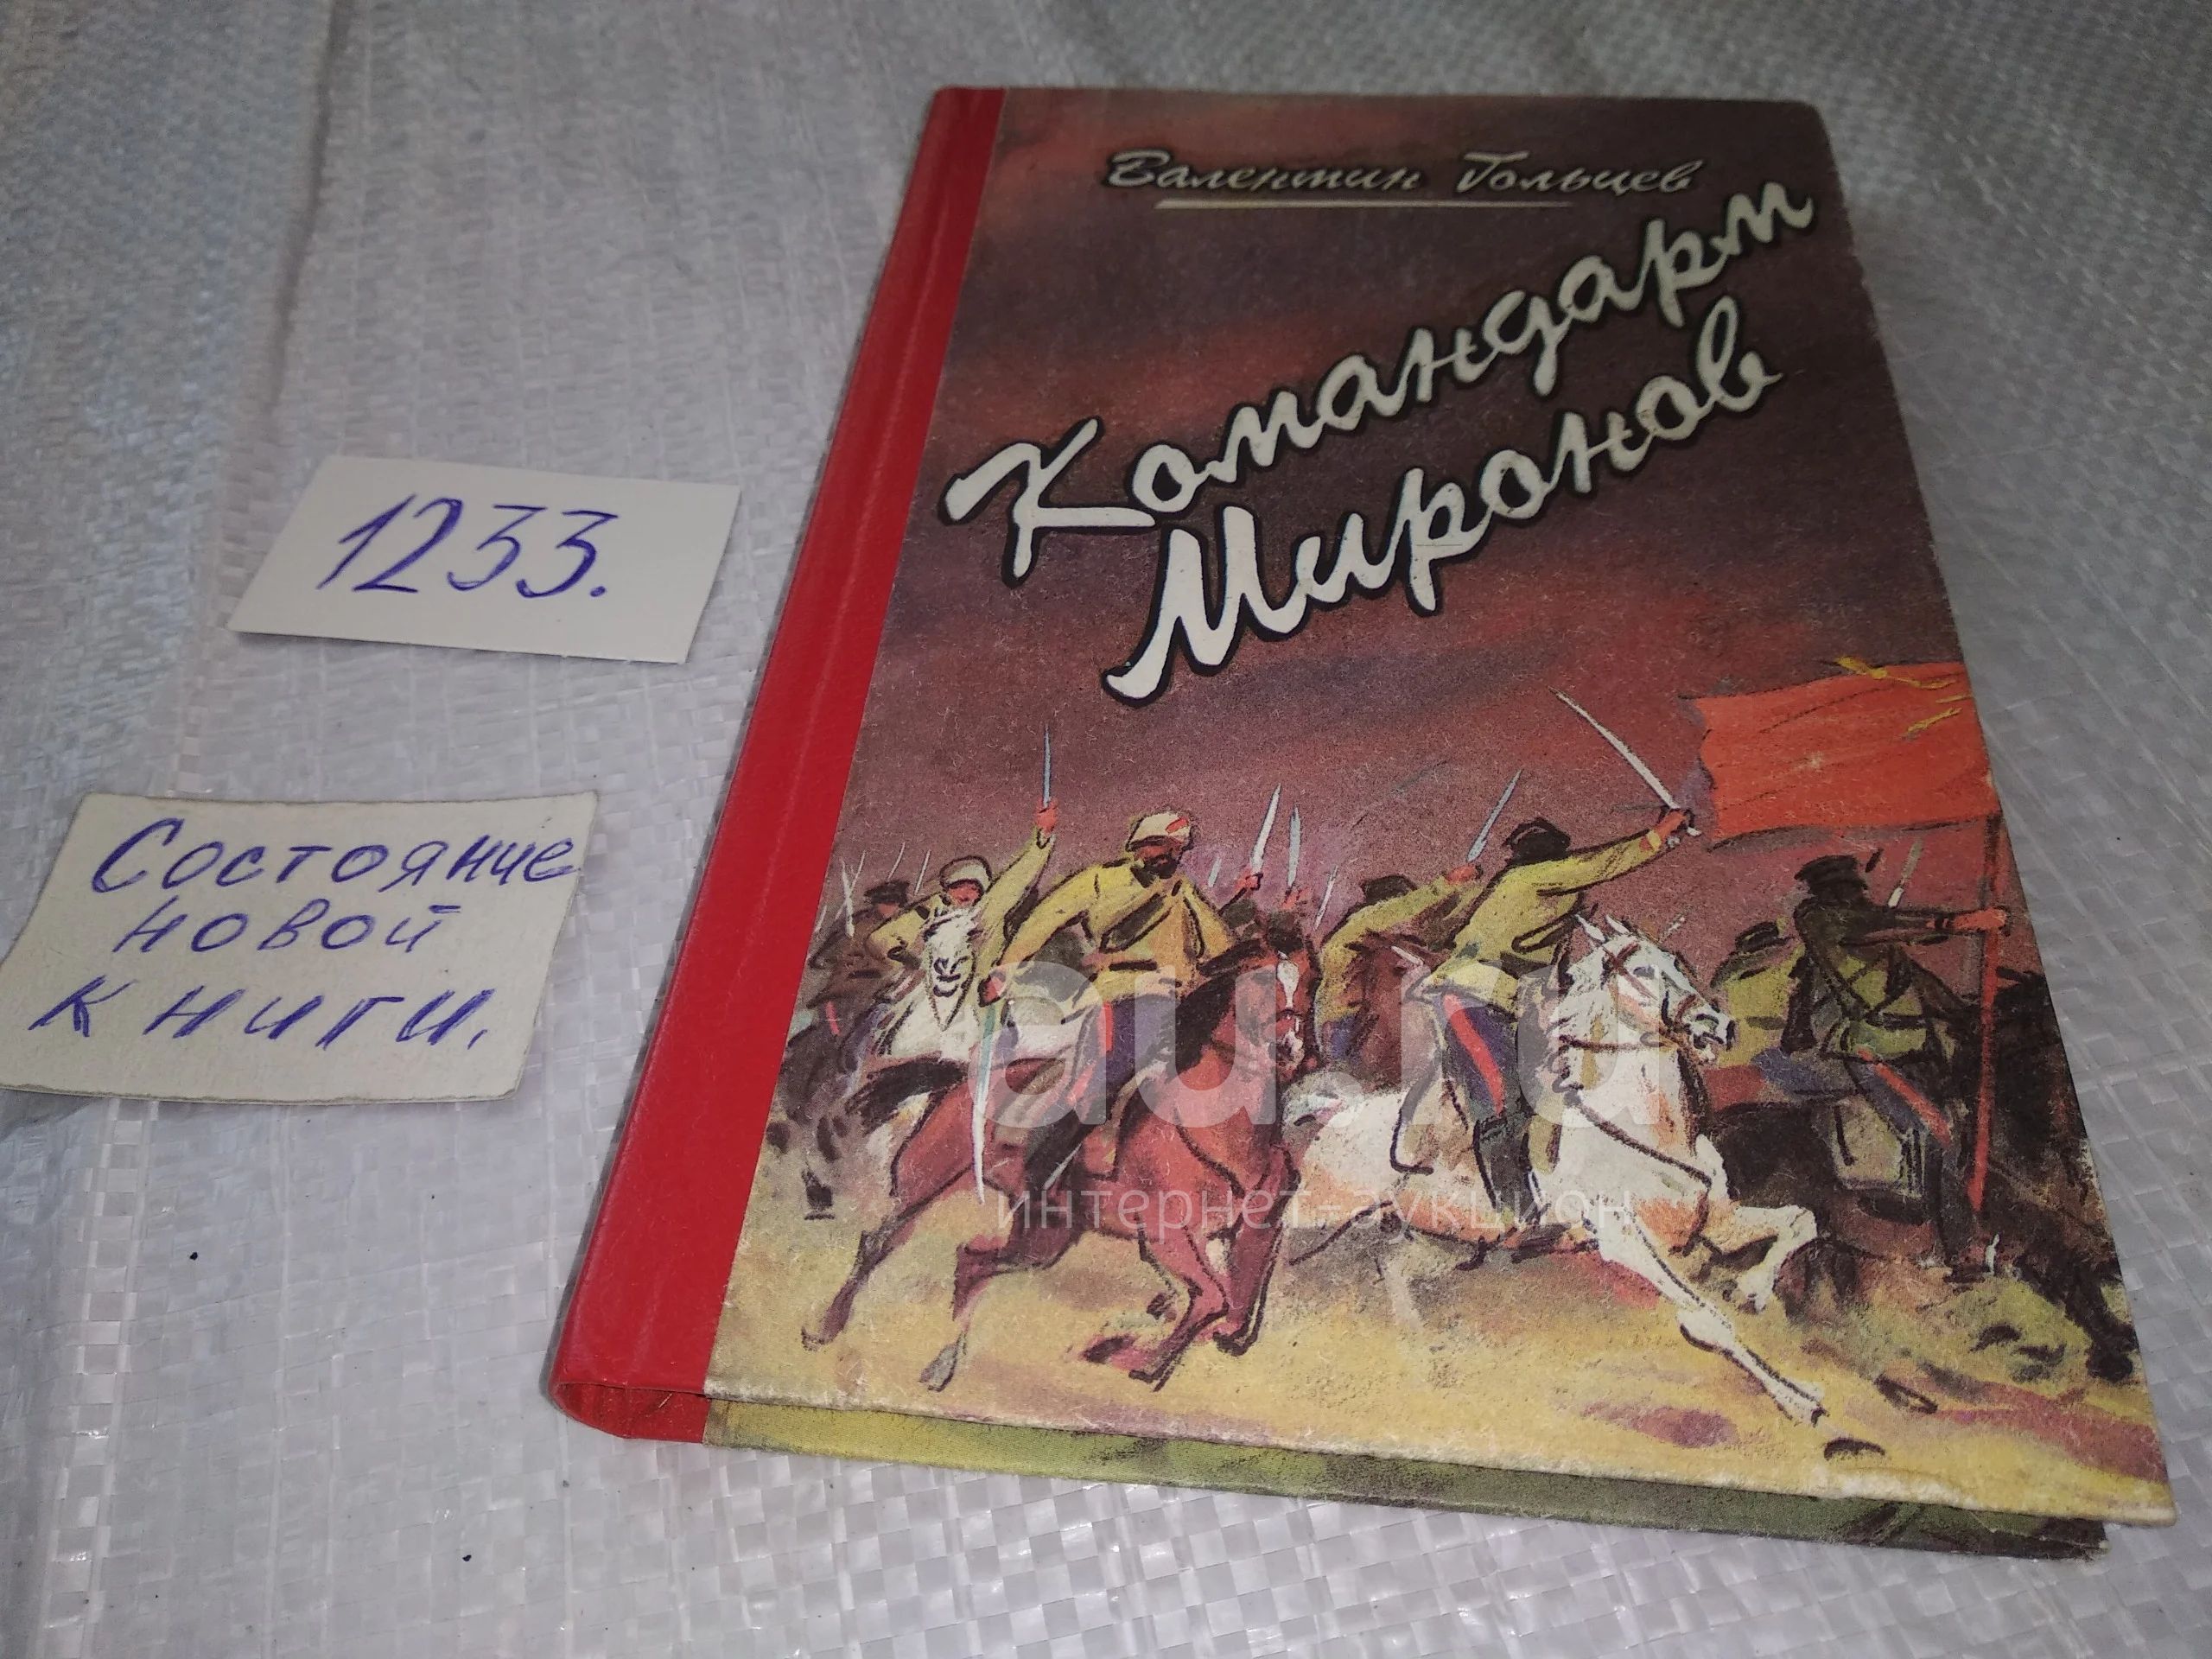 Валентин Гольцев
Командарм
Миронов
1233.
Состояние
новой
книги.
au.ru
интернет-аукцион